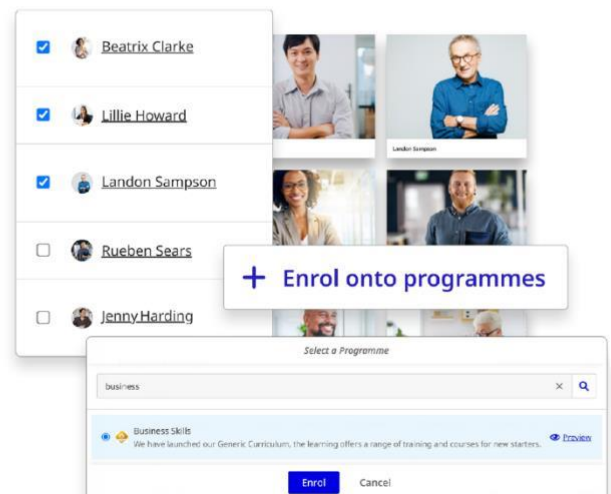 Beatrix Clarke
Lillie Howard
Landon Sampson
Landon Sampson
Rueben Sears
+ Enrol onto programmes
Jenny Harding
Select a Programme
business
Business Skills
We have launched our Generic Curriculum, the learning offers a range of training and courses for new starters.
Preview
Enrol Cancel